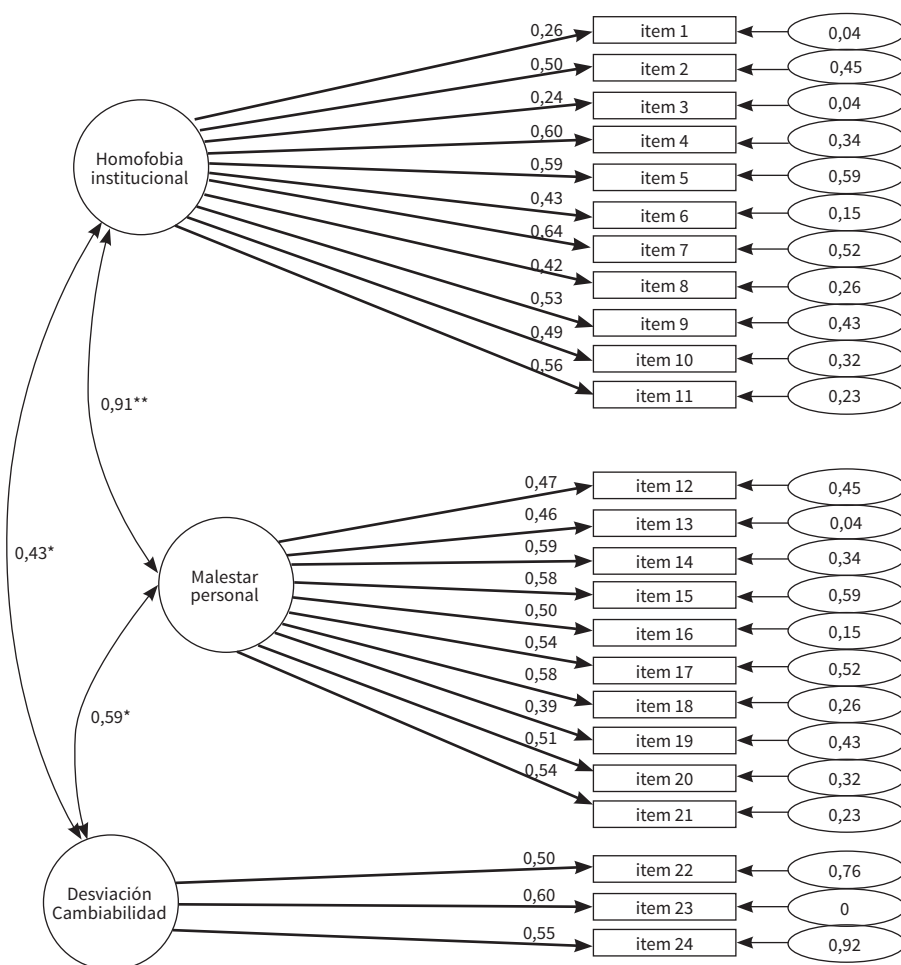 0,26 item 1 0,04
0,50 item 2 0,45
0,24 item 3 0,04
0,60 item 4 0,34
Homofobia
institucional
0,59 item 5 0,59
0,43 item 6 0,15
0,64 item 7 0,52
0,42 item 8 0,26
0,53 item 9 0,43
0,49 item 10 0,32
0,56 item 11 0,23
0,91**
0,47 item 12 0,45
0,46 item 13 0,04
0,59 item 14 0,34
0,43*
Malestar
personal
0,58 item 15 0,59
0,50 item 16 0,15
0,54 item 17 0,52
0,58 item 18 0,26
0,59*
0,39 item 19 0,43
0,51 item 20 0,32
0,54 item 21 0,23
0,50 item 22 0,76
Desviación
Cambiabilidad
0,60 item 23 0
0,55 item 24 0,92